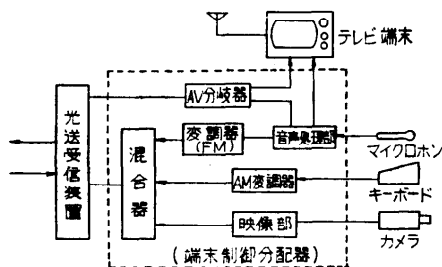 テレビ端末
AV分岐器
変調器
(FM)
音声処理部
マイクロホン
光送受信装置
混合器
AM変調器
キーボード
映像部
カメラ
(端末制御分配器)